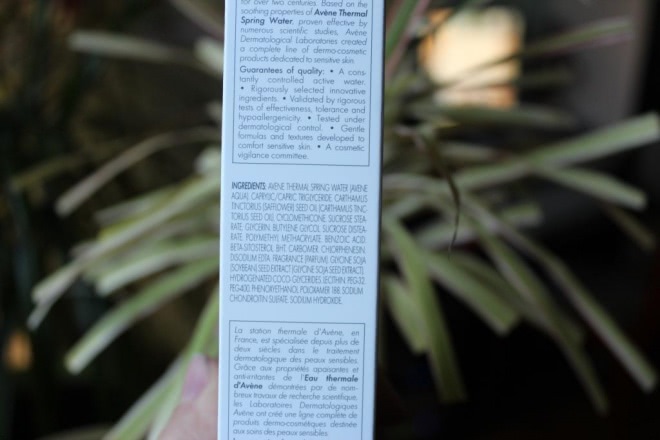 for over two centuries. Based on the
soothing properties of Avène Thermal
Spring Water, proven effective by
numerous scientific studies, Avène
Dermatological Laboratories created
a complete line of dermo-cosmetic
products dedicated to sensitive skin.
Guarantees of quality: • A cons-
tantly controlled active water.
• Rigorously selected innovative
ingredients. • Validated by rigorous
tests of effectiveness, tolerance and
hypoallergenicity. • Tested under
dermatological control. • Gentle
formulas and textures developed to
comfort sensitive skin. • A cosmetic
vigilance committee.
INGREDIENTS: AVENE THERMAL SPRING WATER (AVENE
AQUA). CAPRYLIC/CAPRIC TRIGLYCERIDE. CARTHAMUS
TINCTORIUS (SAFFLOWER) SEED OIL (CARTHAMUS TINC
TORIUS SEED OIL). CYCLOMETHICONE. SUCROSE STEA-
RATE. GLYCERIN. BUTYLENE GLYCOL. SUCROSE DISTEA-
RATE. POLYMETHYL METHACRYLATE. BENZOIC ACID.
BETA-SITOSTEROL. BHT. CARBOMER. CHLORPHENESIN.
DISODIUM EDTA. FRAGRANCE (PARFUM). GLYCINE SOJA
(SOYBEAN) SEED EXTRACT (GLYCINE SOJA SEED EXTRACT).
HYDROGENATED COCO-GLYCERIDES. LECITHIN. PEG-32.
PEG-400. PHENOXYETHANOL. POLOXAMER 188. SODIUM
CHONDROITIN SULFATE. SODIUM HYDROXIDE.
La station thermale d'Avène, en
France, est spécialisée depuis plus de
deux siècles dans le traitement
dermatologique des peaux sensibles.
Grâce aux propriétés apaisantes et
anti-irritantes de l'Eau thermale
d'Avène démontrées par de nom-
breux travaux de recherche scientifique,
les Laboratoires Dermatologiques
Avène ont créé une ligne complète de
produits dermo-cosmétiques destinée
aux soins des peaux sensibles.